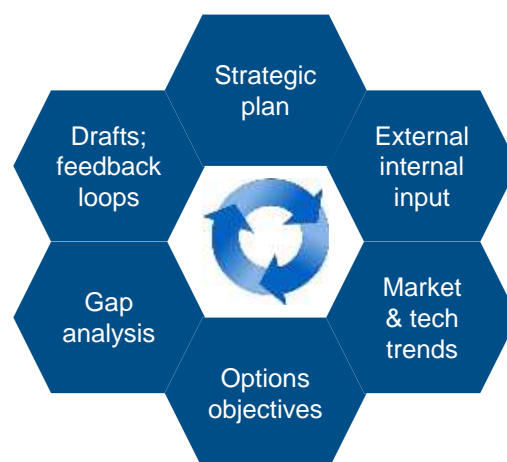 Strategic
plan
External
internal
input
Market
& tech
trends
Options
objectives
Gap
analysis
Drafts;
feedback
loops